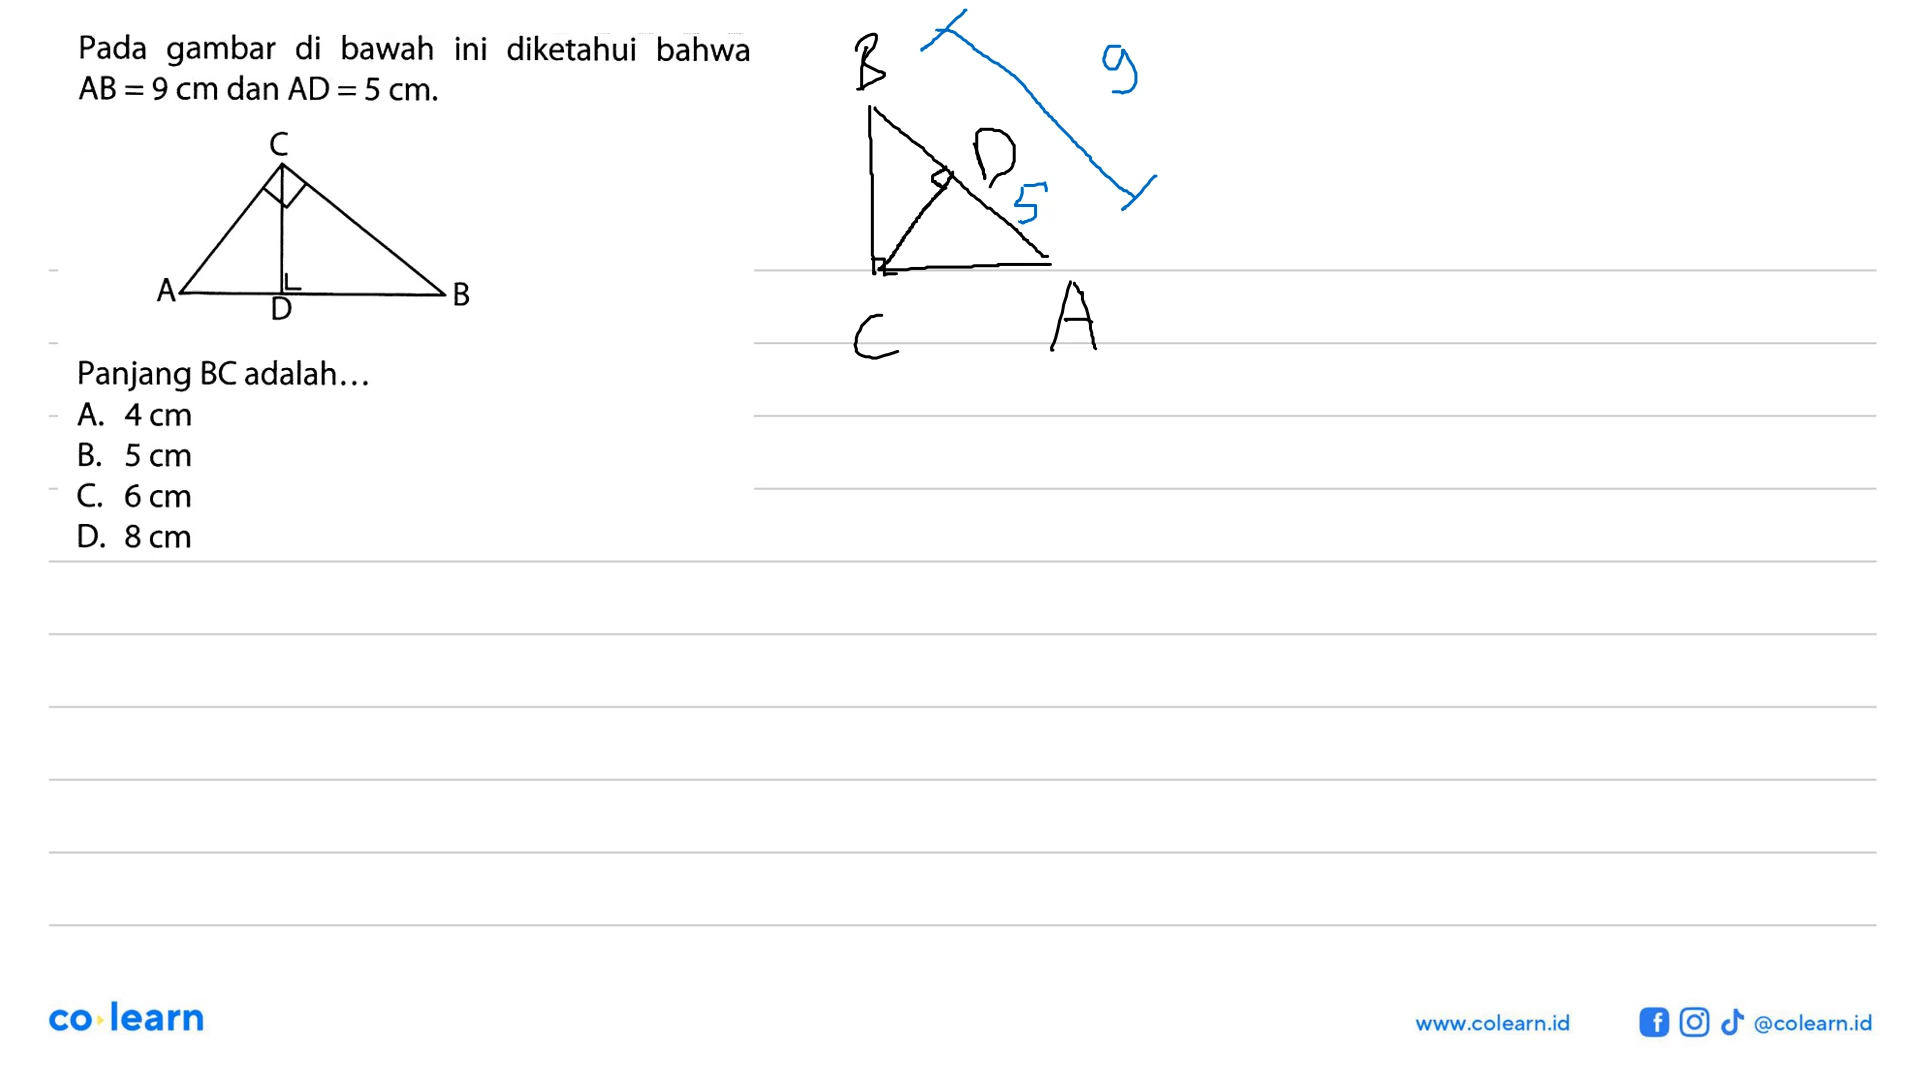 Pada gambar di bawah ini diketahui bahwa
AB = 9 cm dan AD = 5 cm.
C
A
D
B
Panjang BC adalah...
A. 4 cm
B. 5 cm
C. 6 cm
D. 8 cm
B
9
D
5
C
A
co learn
www.colearn.id
@colearn.id